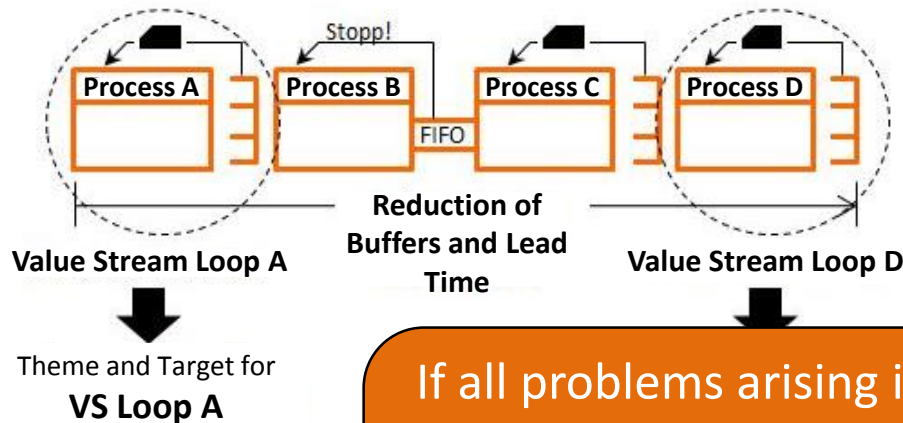 Stopp!
Process A
Process B
Process C
Process D
FIFO
Reduction of
Buffers and Lead
Time
Value Stream Loop A
Value Stream Loop D
Theme and Target for
VS Loop A
If all problems arising i